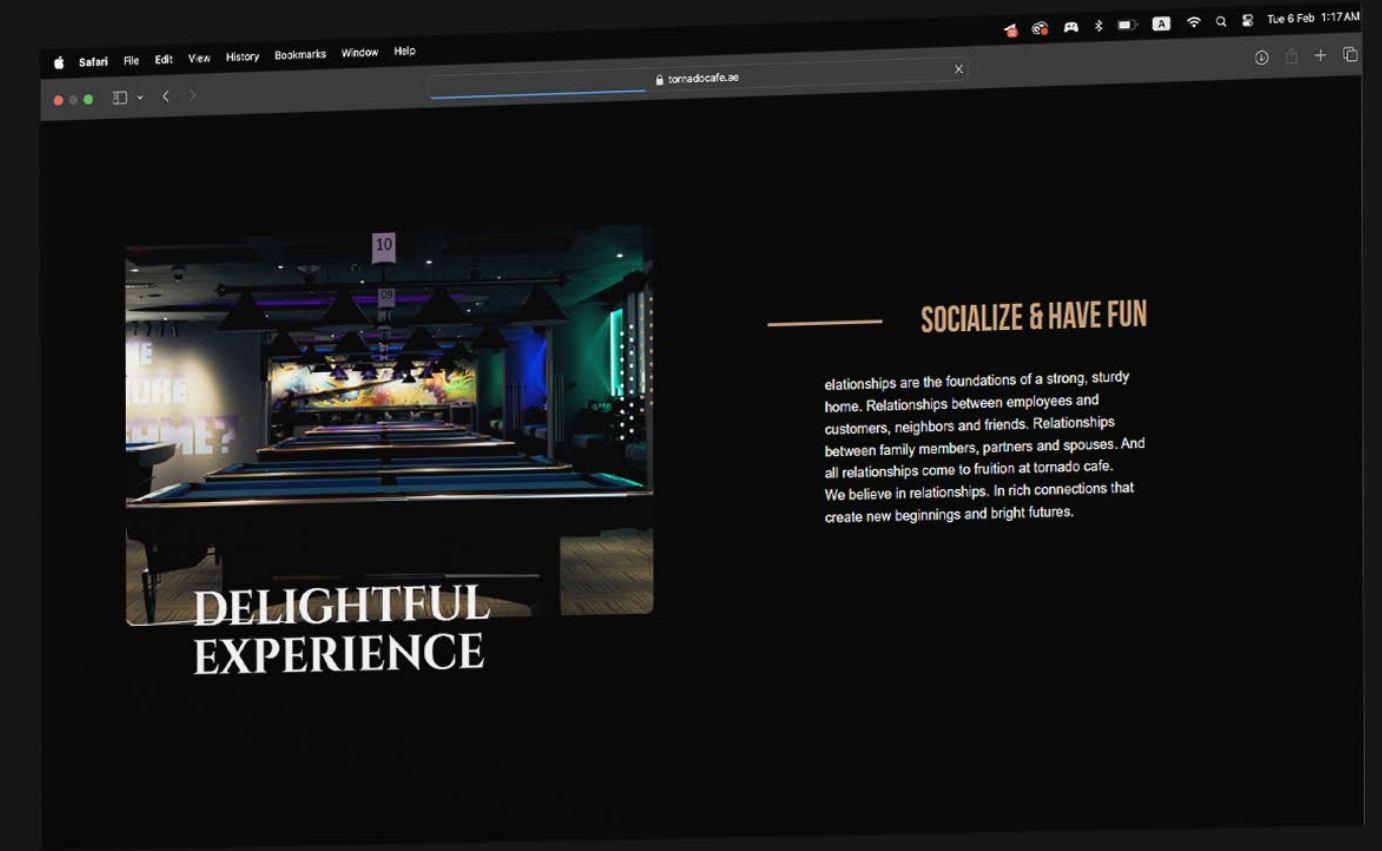 Safari File Edit View History Bookmarks Window Help
A
Tue 6 Feb 1:17 AM
tornadocafe.ae
10
09
ORE
AME?
SOCIALIZE & HAVE FUN
elationships are the foundations of a strong, sturdy
home. Relationships between employees and
customers, neighbors and friends. Relationships
between family members, partners and spouses. And
all relationships come to fruition at tornado cafe.
We believe in relationships. In rich connections that
create new beginnings and bright futures.
DELIGHTFUL
EXPERIENCE